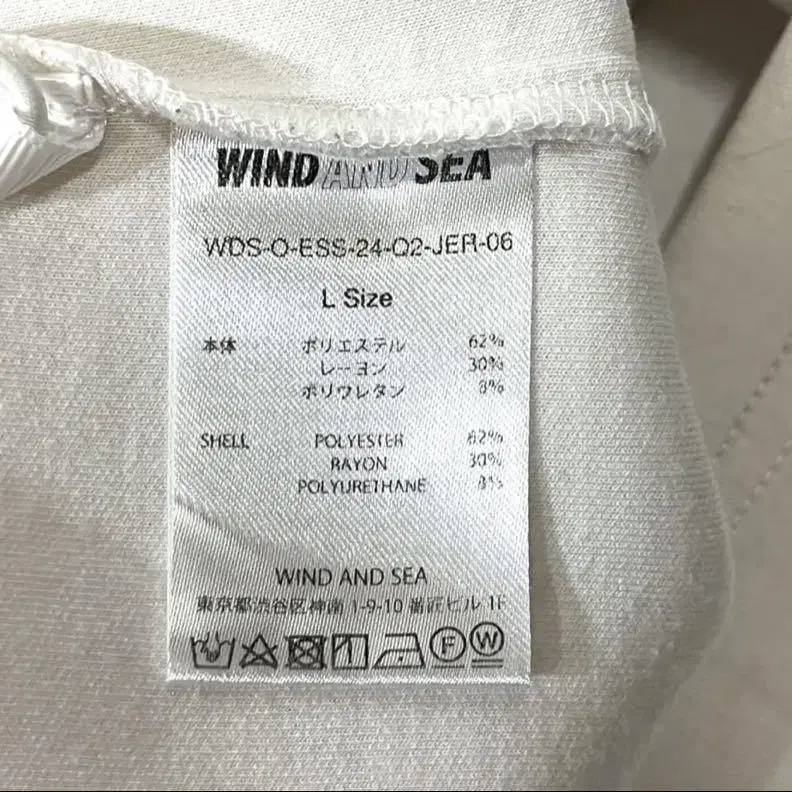 WIND AND SEA
WDS-O-ESS-24-Q2-JER-06
L Size
本体 ポリエステル 62%
レーヨン 30%
ポリウレタン 8%
SHELL POLYESTER 62%
RAYON 30%
POLYURETHANE 8%
WIND AND SEA
東京都渋谷区神南 1-9-10 ビル 1F
F W